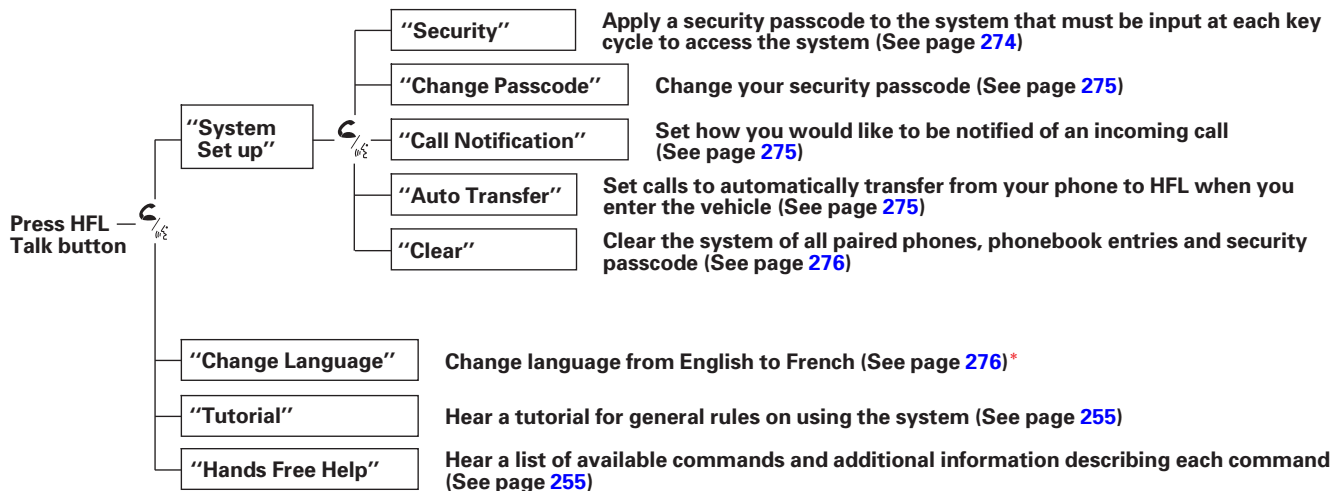 "Security"
Apply a security passcode to the system that must be input at each key
cycle to access the system (See page 274)
"Change Passcode"
Change your security passcode (See page 275)
"System
Set up"
"Call Notification"
Set how you would like to be notified of an incoming call
(See page 275)
"Auto Transfer"
Set calls to automatically transfer from your phone to HFL when you
enter the vehicle (See page 275)
Press HFL
Talk button
"Clear"
Clear the system of all paired phones, phonebook entries and security
passcode (See page 276)
"Change Language"
Change language from English to French (See page 276)*
"Tutorial"
Hear a tutorial for general rules on using the system (See page 255)
"Hands Free Help"
Hear a list of available commands and additional information describing each command
(See page 255)